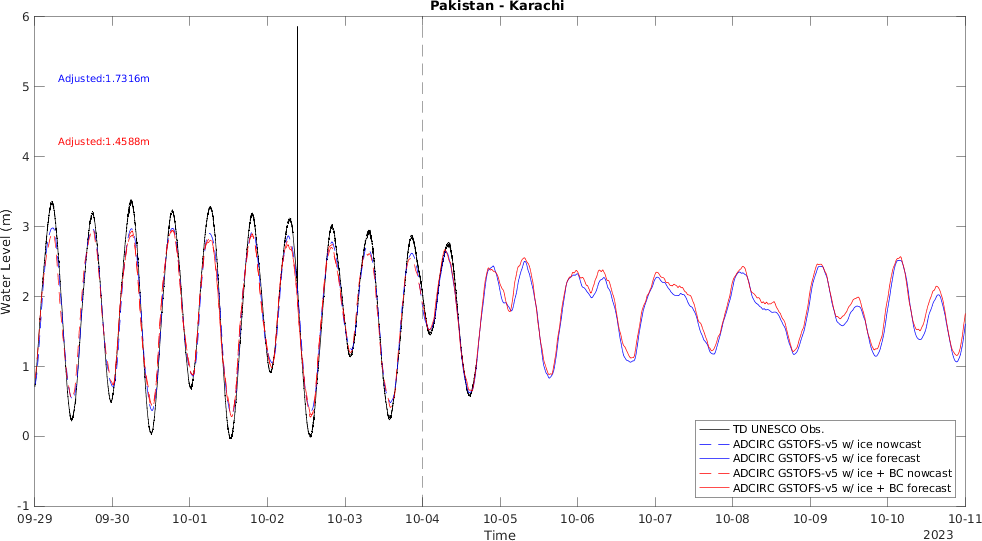 Pakistan - Karachi
6
5
4
3
2
1
0
-1
Water Level (m)
Adjusted:1.7316m
Adjusted:1.4588m
TD UNESCO Obs.
ADCIRC GSTOFS-v5 w/ ice nowcast
ADCIRC GSTOFS-v5 w/ ice forecast
ADCIRC GSTOFS-v5 w/ ice + BC nowcast
ADCIRC GSTOFS-v5 w/ ice + BC forecast
09-29 09-30 10-01 10-02 10-03 10-04 10-05 10-06 10-07 10-08 10-09 10-10 10-11
Time
2023